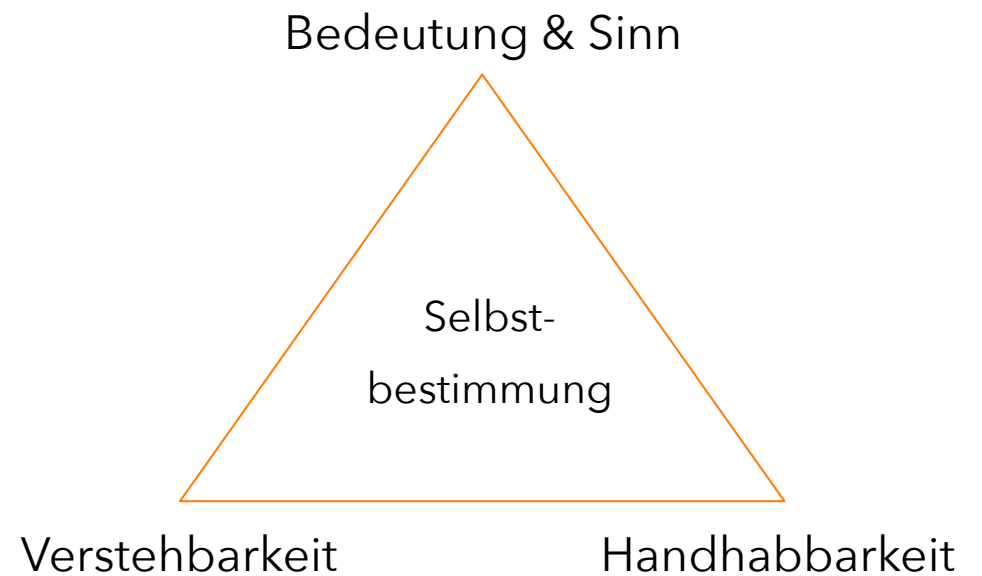 Bedeutung & Sinn
Selbst-
bestimmung
Verstehbarkeit
Handhabbarkeit